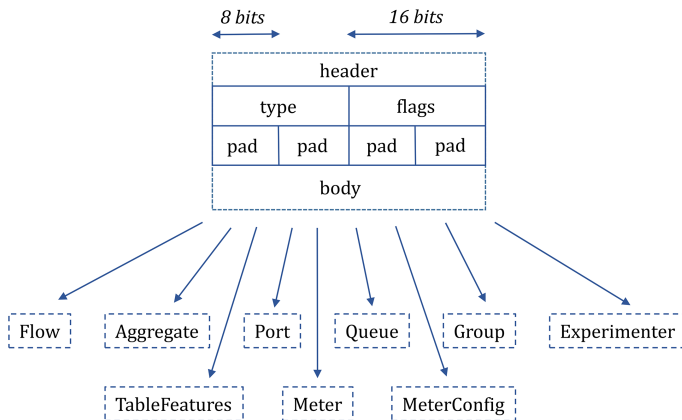 8 bits 16 bits
header
type flags
pad pad pad pad
body
Flow Aggregate Port Queue Group Experimenter
TableFeatures Meter MeterConfig